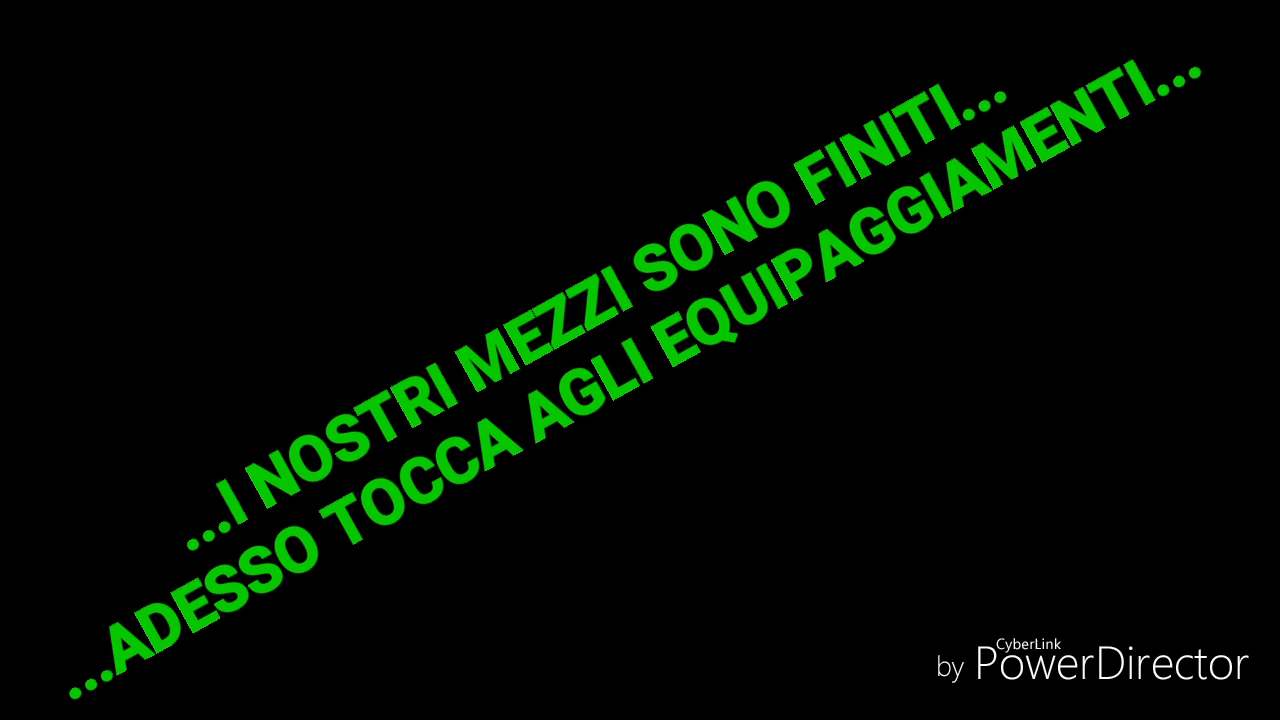 ...I NOSTRI MEZZI SONO FINITI...
...ADESSO TOCCA AGLI EQUIPAGGIAMENTI...
CyberLink
by PowerDirector